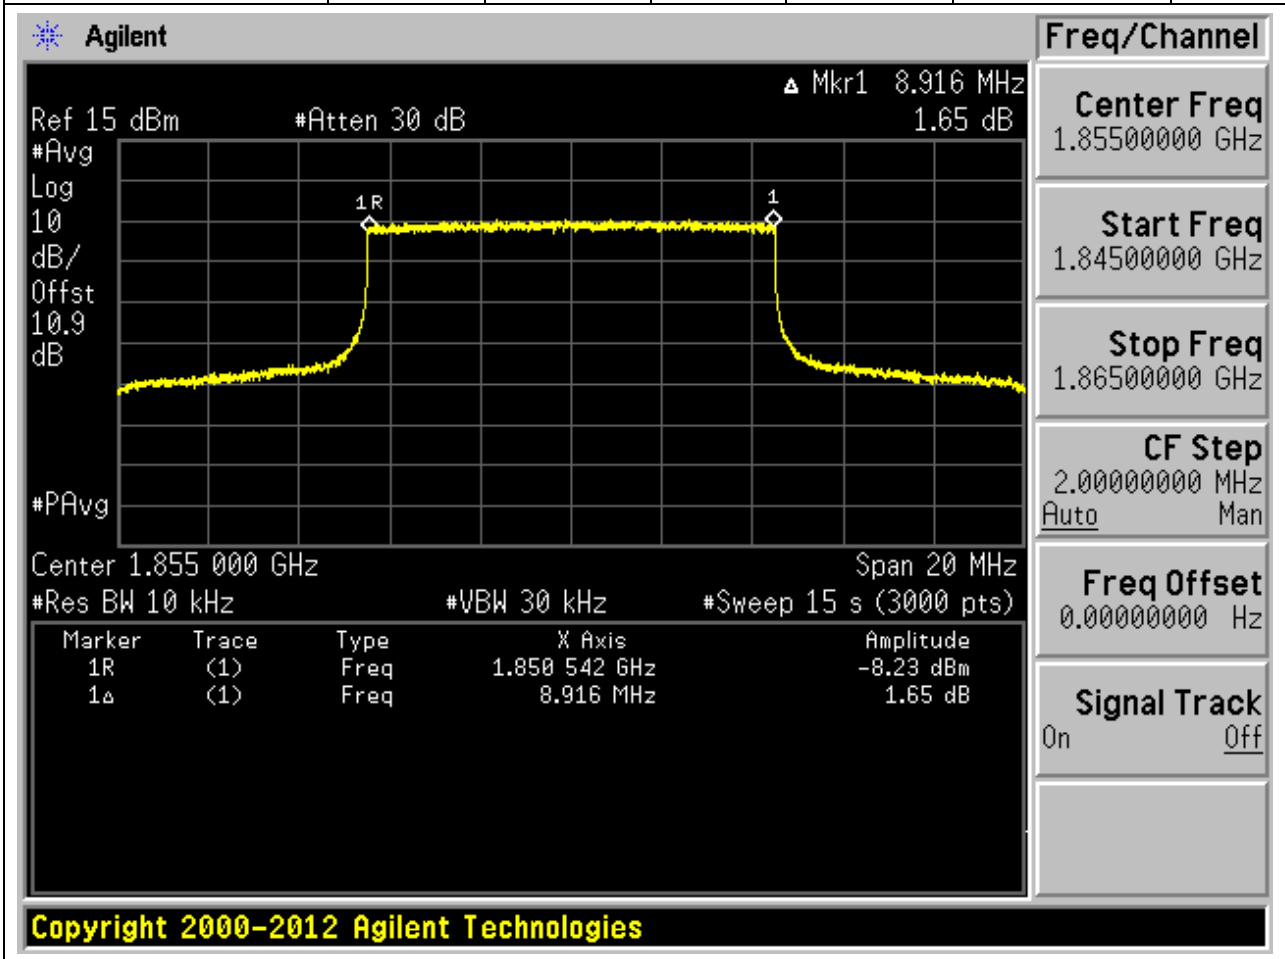 Agilent
Freq/Channel
Δ Mkr1 8.916 MHz
Ref 15 dBm #Atten 30 dB 1.65 dB
#Avg
Log
10
dB/
Offst
10.9
dB
#PAvg
1R
1
Center 1.855 000 GHz Span 20 MHz
#Res BW 10 kHz #VBW 30 kHz #Sweep 15 s (3000 pts)
Marker Trace Type X Axis Amplitude
1R (1) Freq 1.850 542 GHz -8.23 dBm
1Δ (1) Freq 8.916 MHz 1.65 dB
Center Freq
1.85500000 GHz
Start Freq
1.84500000 GHz
Stop Freq
1.86500000 GHz
CF Step
2.00000000 MHz
Auto Man
Freq Offset
0.00000000 Hz
Signal Track
On Off
Copyright 2000-2012 Agilent Technologies